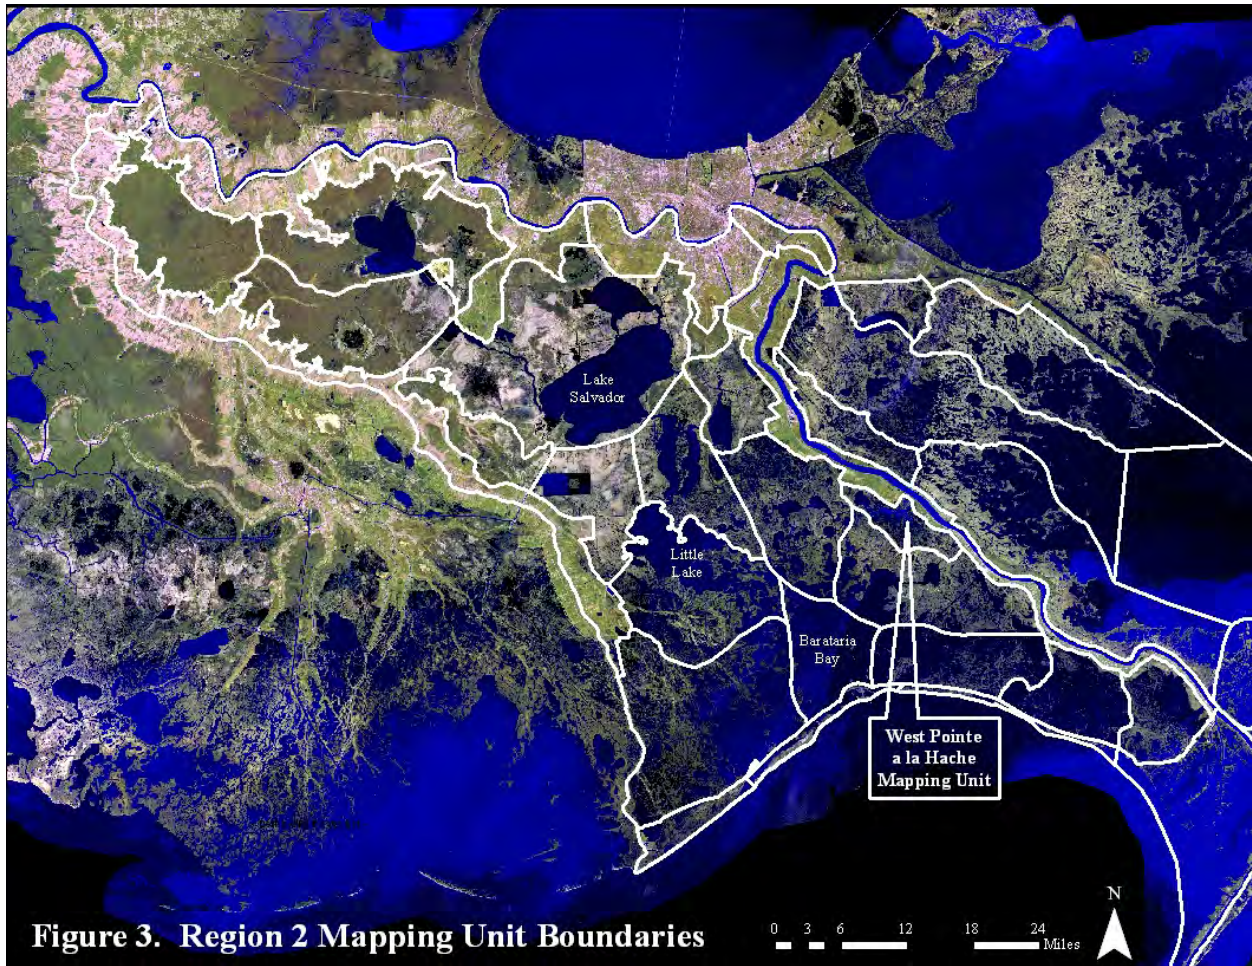 Lake
Salvador
Little
Lake
Barataria
Bay
West Pointe
a la Hache
Mapping Unit
N
0 3 6 12 18 24
Miles
Figure 3. Region 2 Mapping Unit Boundaries